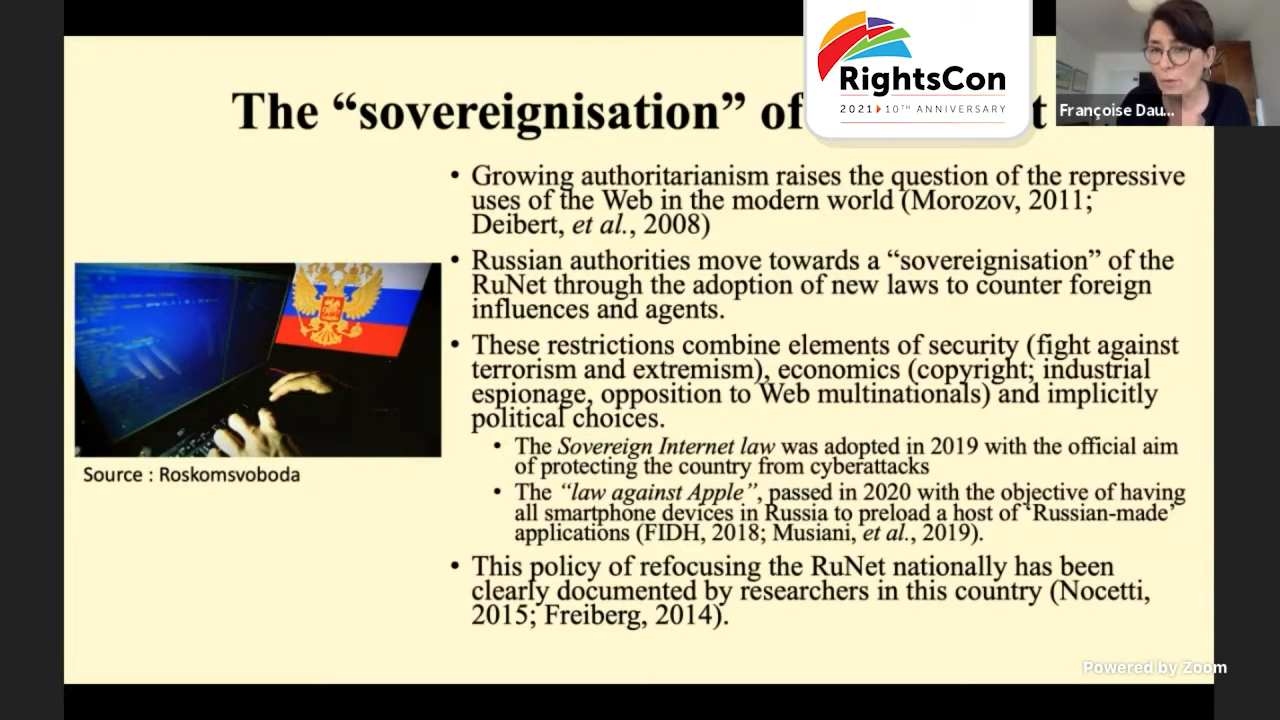 The “sovereignisation” of
t
RightsCon
2021 10TH ANNIVERSARY
Françoise Dau...
• Growing authoritarianism raises the question of the repressive
uses of the Web in the modern world (Morozov, 2011;
Deibert, et al., 2008)
• Russian authorities move towards a “sovereignisation” of the
RuNet through the adoption of new laws to counter foreign
influences and agents.
• These restrictions combine elements of security (fight against
terrorism and extremism), economics (copyright; industrial
espionage, opposition to Web multinationals) and implicitly
political choices.
• The Sovereign Internet law was adopted in 2019 with the official aim
of protecting the country from cyberattacks
• The “law against Apple”, passed in 2020 with the objective of having
all smartphone devices in Russia to preload a host of ‘Russian-made’
applications (FIDH, 2018; Musiani, et al., 2019).
• This policy of refocusing the RuNet nationally has been
clearly documented by researchers in this country (Nocetti,
2015; Freiberg, 2014).
Source : Roskomsvoboda
Powered by Zoom